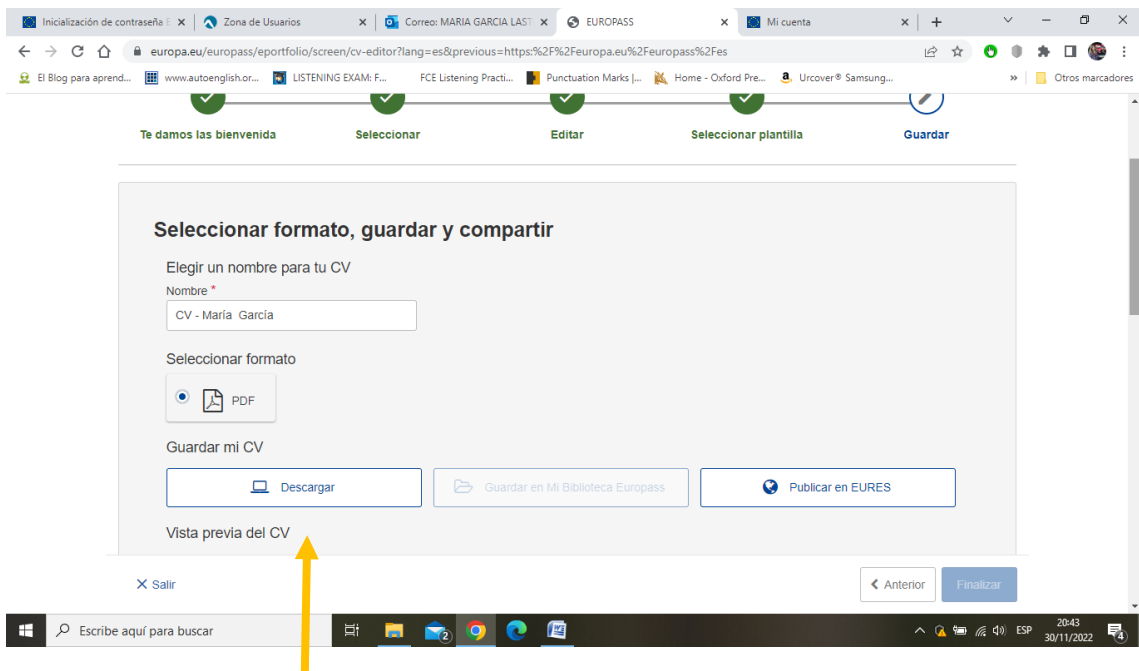 Inicialización de contraseña E
Zona de Usuarios
Correo: MARIA GARCIA LAST
EUROPASS
Mi cuenta
europa.eu/europass/eportfolio/screen/cv-editor?lang=es&previous=https:%2F%2Feuropa.eu%2Feuropass%2Fes
El Blog para aprend...
www.autoenglish.or...
LISTENING EXAM: F...
FCE Listening Practi...
Punctuation Marks |...
Home - Oxford Pre...
Urcover® Samsung...
Otros marcadores
Te damos las bienvenida
Seleccionar
Editar
Seleccionar plantilla
Guardar
Seleccionar formato, guardar y compartir
Elegir un nombre para tu CV
Nombre *
CV - María García
Seleccionar formato
PDF
Guardar mi CV
Descargar
Guardar en Mi Biblioteca Europass
Publicar en EURES
Vista previa del CV
Salir
Anterior
Finalizar
Escribe aquí para buscar
2
ESP
20:43
30/11/2022
4